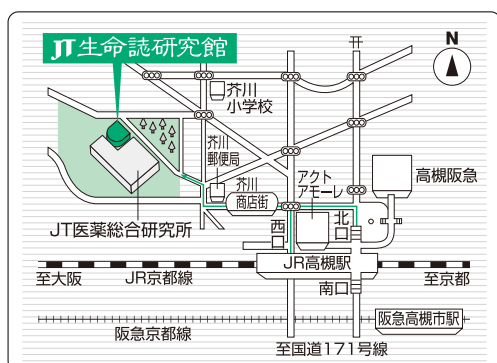 JT生命誌研究館
N
芥川
小学校
芥川
郵便局
アクト
アモーレ
高槻阪急
芥川
商店街
西
口
北
口
JT医薬総合研究所
JR高槻駅
至大阪
JR京都線
至京都
南口
阪急京都線
阪急高槻市駅
至国道171号線